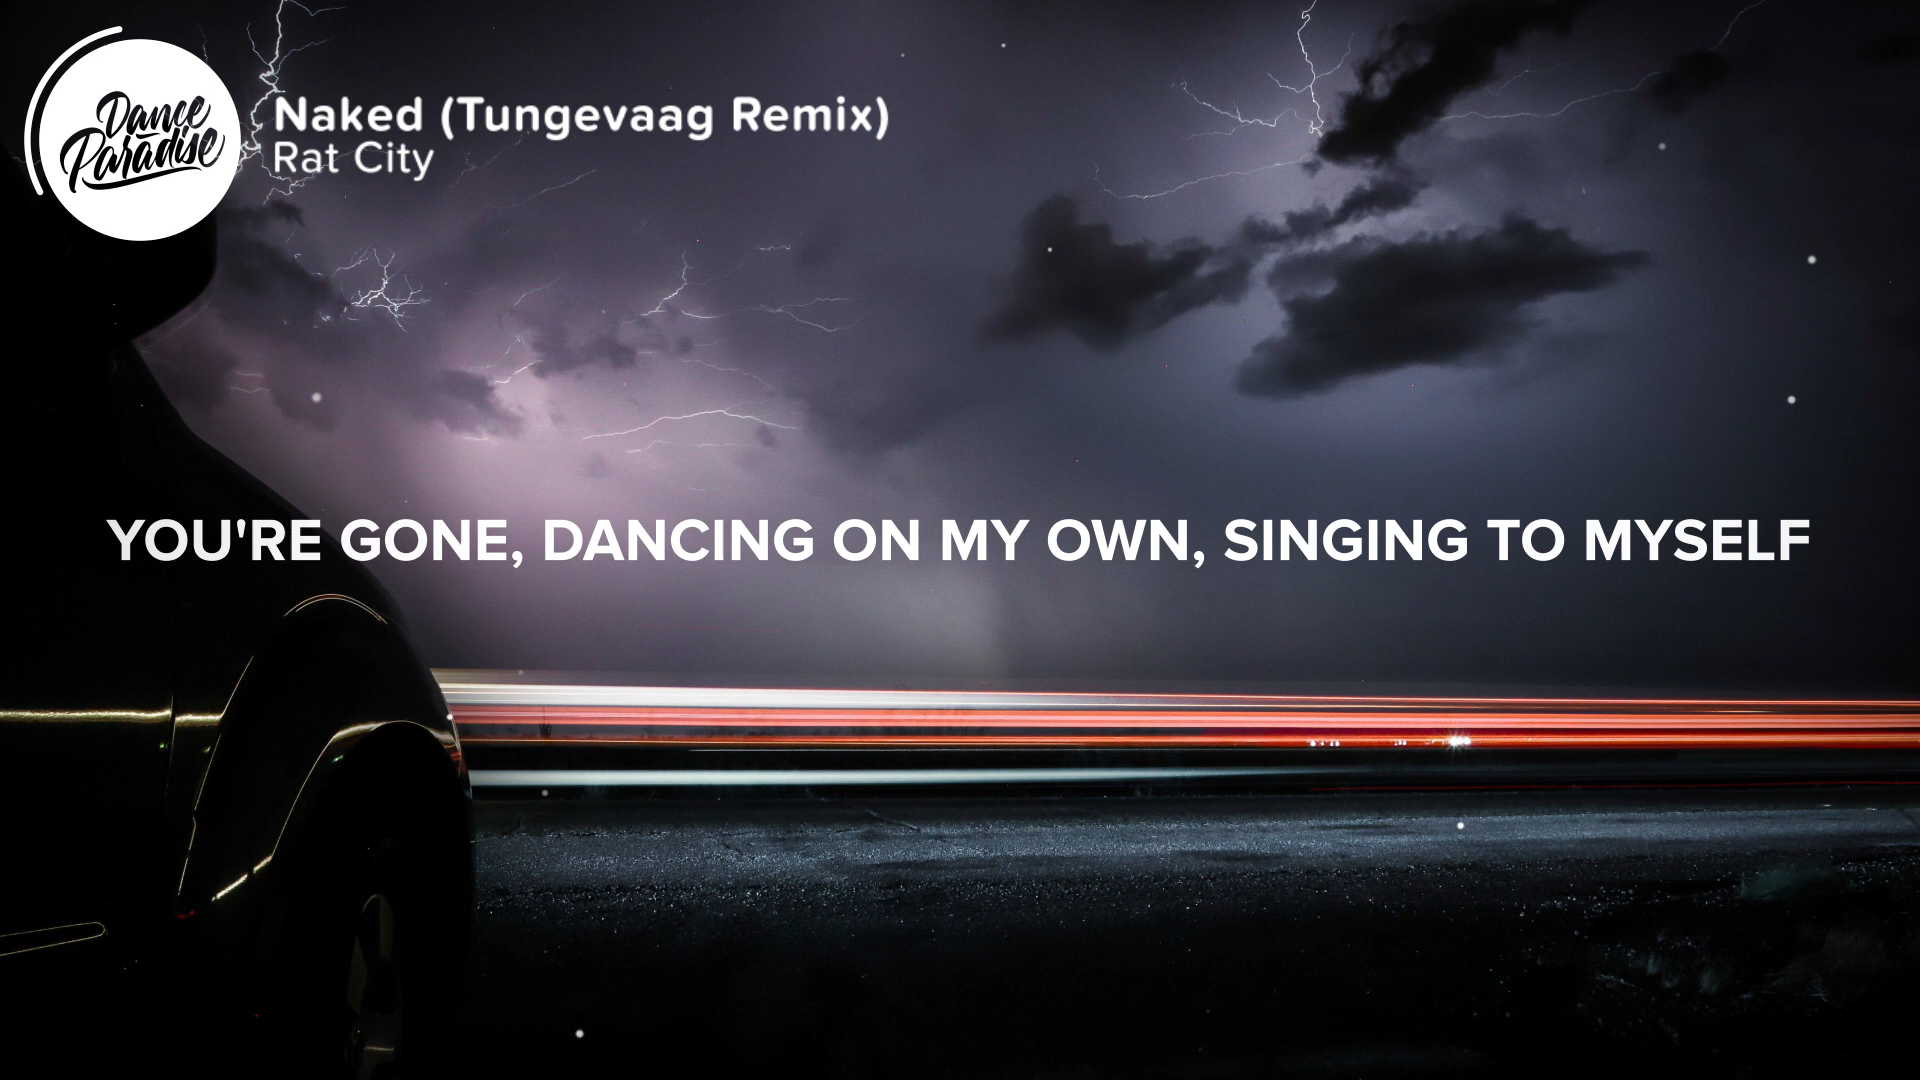 Dance
Paradise
Naked (Tungevaag Remix)
Rat City
YOU'RE GONE, DANCING ON MY OWN, SINGING TO MYSELF